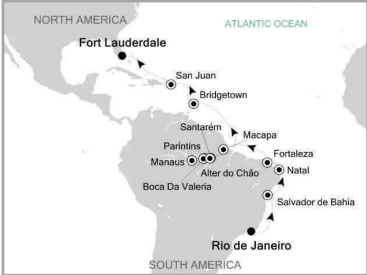 NORTH AMERICA
ATLANTIC OCEAN
Fort Lauderdale
San Juan
Bridgetown
Santarém
Macapa
Parintins
Fortaleza
Manaus
Alter do Chão
Natal
Boca Da Valeria
Salvador de Bahia
Rio de Janeiro
SOUTH AMERICA